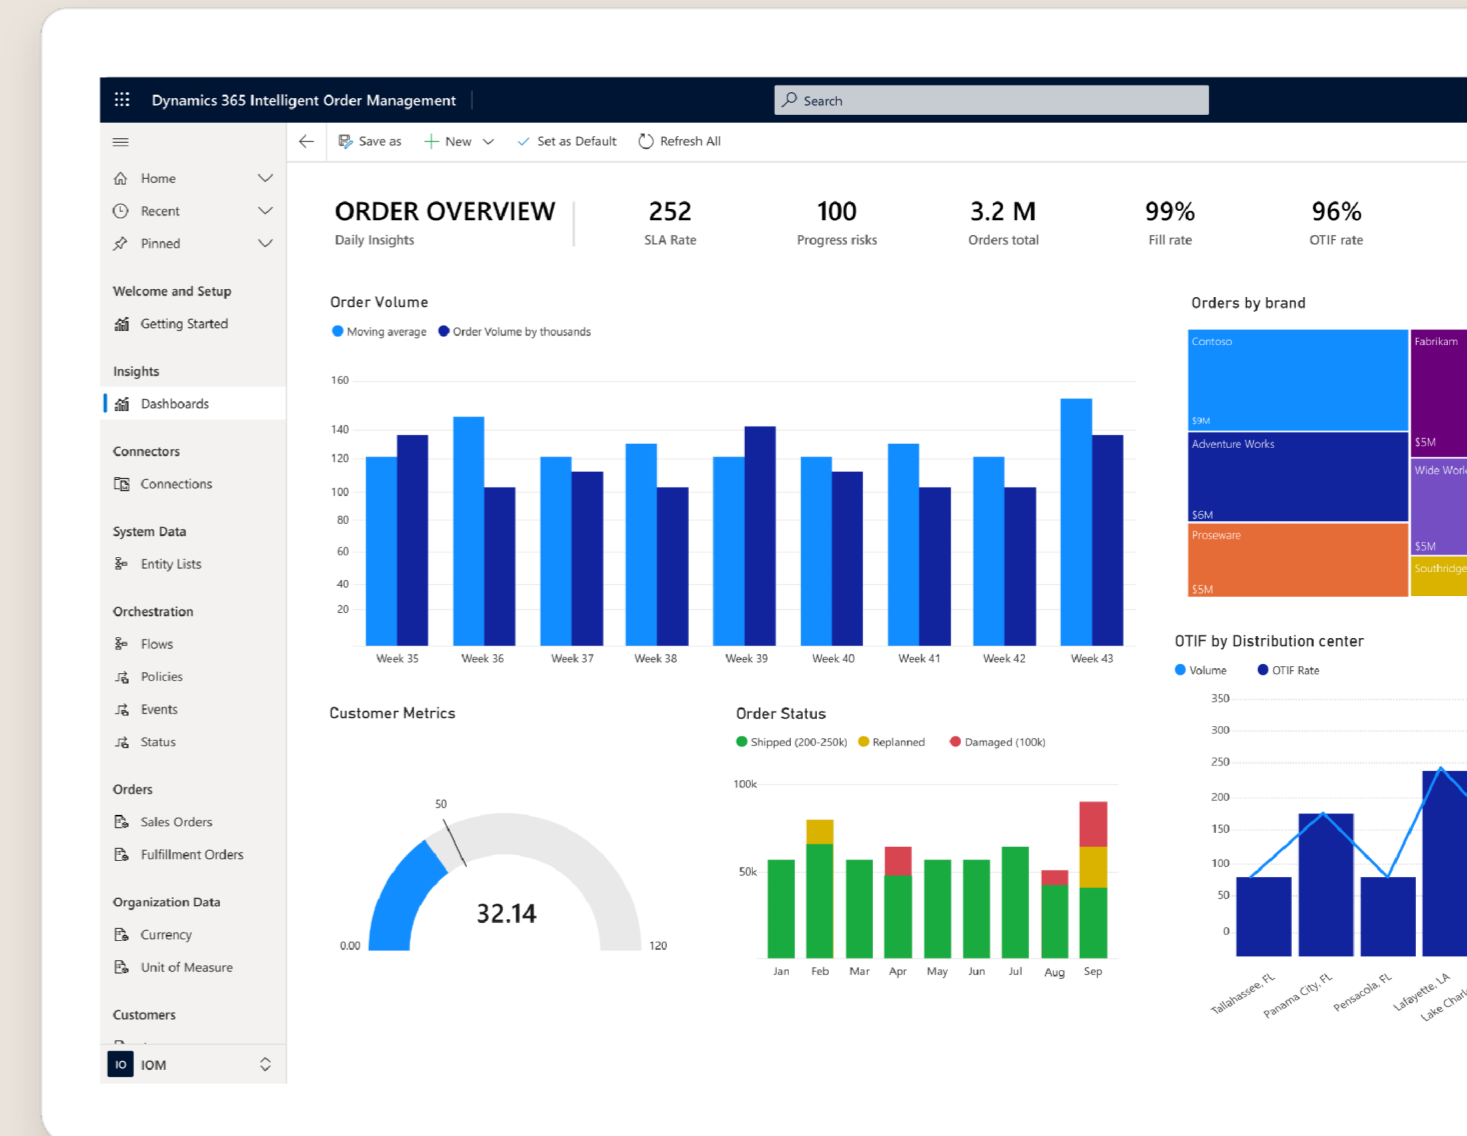 Dynamics 365 Intelligent Order Management
Search
Save as
New
Set as Default
Refresh All
Home
Recent
Pinned
Welcome and Setup
Getting Started
Insights
Dashboards
Connectors
Connections
System Data
Entity Lists
Orchestration
Flows
Policies
Events
Status
Orders
Sales Orders
Fulfillment Orders
Organization Data
Currency
Unit of Measure
Customers
IO IOM
ORDER OVERVIEW
Daily Insights
252
SLA Rate
100
Progress risks
3.2 M
Orders total
99%
Fill rate
96%
OTIF rate
Order Volume
Moving average Order Volume by thousands
160
140
120
100
80
60
40
20
Week 35 Week 36 Week 37 Week 38 Week 39 Week 40 Week 41 Week 42 Week 43
Orders by brand
Contoso
$9M
Adventure Works
$6M
Proseware
$5M
Fabrikam
$5M
Wide Worl
$5M
Southridge
Customer Metrics
50
32.14
0.00
120
Order Status
Shipped (200-250k) Replanned Damaged (100k)
100k
50k
Jan Feb Mar Apr May Jun Jul Aug Sep
OTIF by Distribution center
Volume OTIF Rate
350
300
250
200
150
100
50
0
Tallahassee, FL
Panama City, FL
Pensacola, FL
Lafayette, LA
Lake Charl